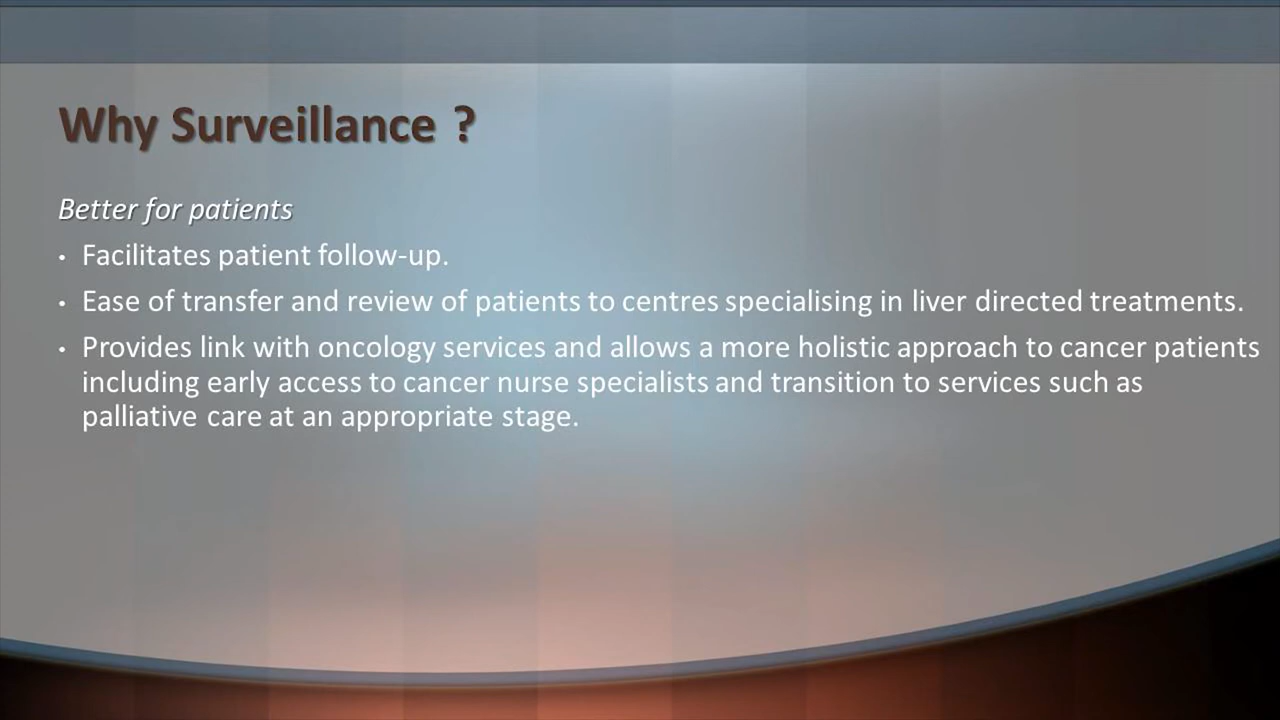 Why Surveillance ?
Better for patients
• Facilitates patient follow-up.
• Ease of transfer and review of patients to centres specialising in liver directed treatments.
• Provides link with oncology services and allows a more holistic approach to cancer patients
including early access to cancer nurse specialists and transition to services such as
palliative care at an appropriate stage.